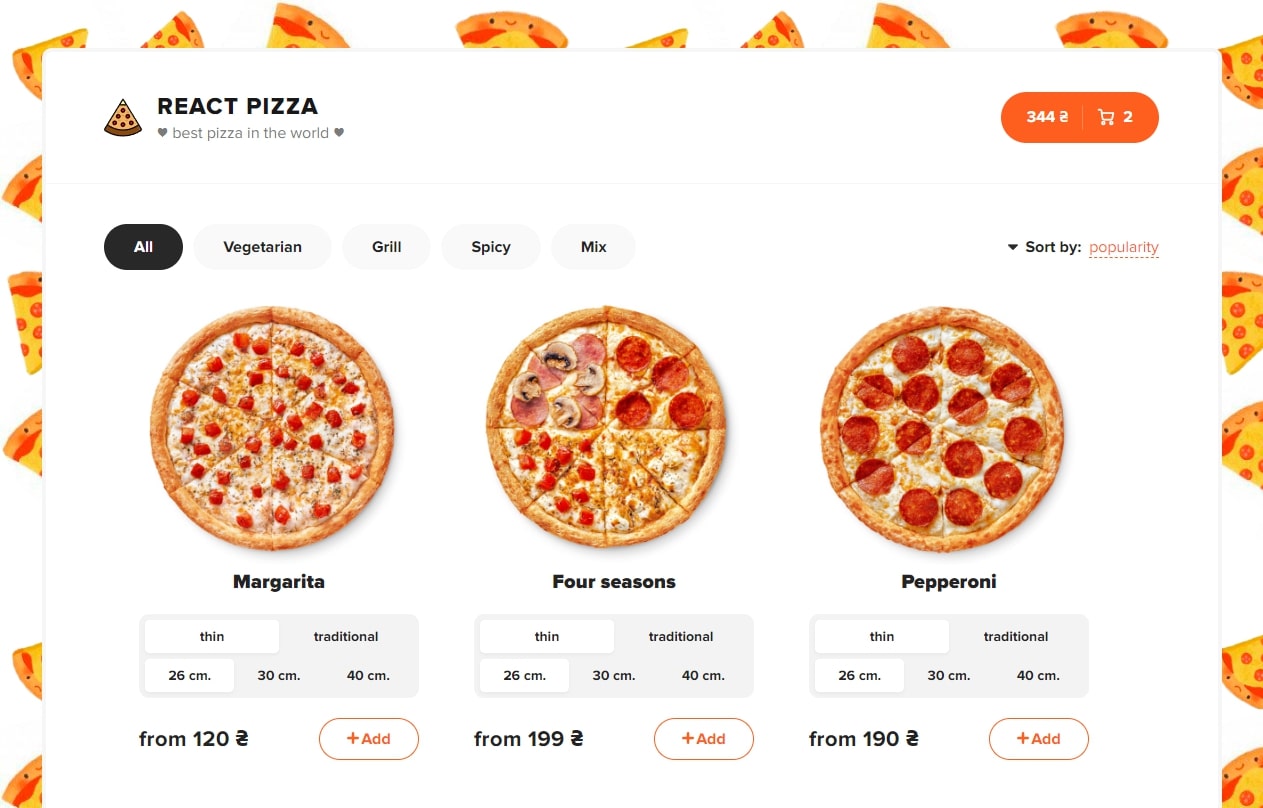 REACT PIZZA
♥ best pizza in the world ♥
344 ₴ 2
All Vegetarian Grill Spicy Mix
Sort by: popularity
Margarita Four seasons Pepperoni
thin traditional thin traditional thin traditional
26 cm. 30 cm. 40 cm. 26 cm. 30 cm. 40 cm. 26 cm. 30 cm. 40 cm.
from 120 ₴ +Add from 199 ₴ +Add from 190 ₴ +Add